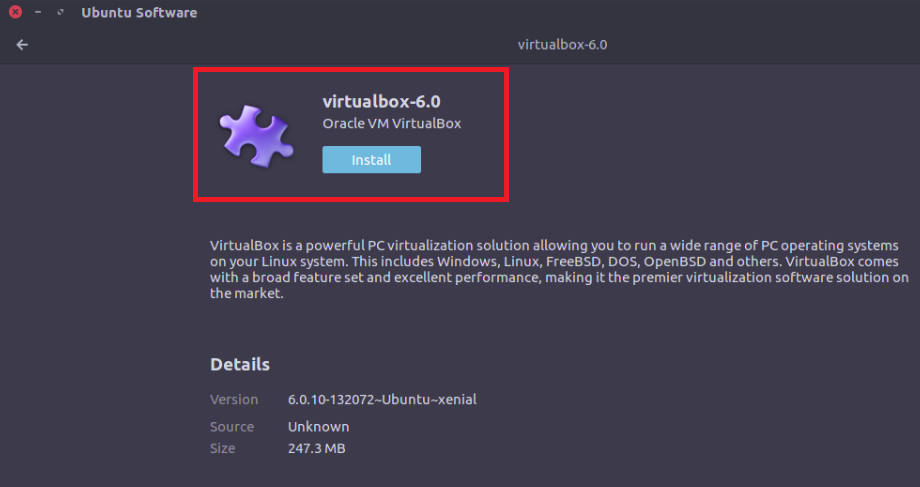 Ubuntu Software
virtualbox-6.0
virtualbox-6.0
Oracle VM VirtualBox
Install
VirtualBox is a powerful PC virtualization solution allowing you to run a wide range of PC operating systems
on your Linux system. This includes Windows, Linux, FreeBSD, DOS, OpenBSD and others. VirtualBox comes
with a broad feature set and excellent performance, making it the premier virtualization software solution on
the market.
Details
Version 6.0.10-132072~Ubuntu~xenial
Source Unknown
Size 247.3 MB